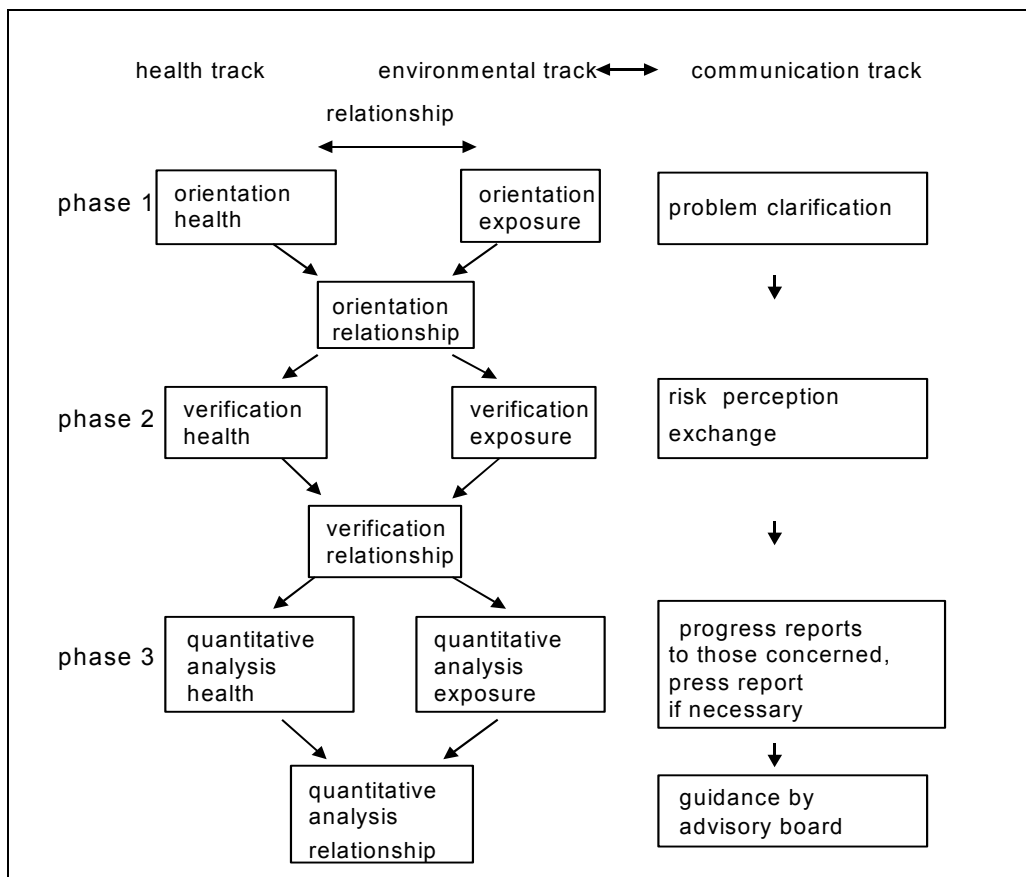 health track environmental track communication track
relationship
phase 1
orientation
health
orientation
exposure
problem clarification
orientation
relationship
phase 2
verification
health
verification
exposure
risk perception
exchange
verification
relationship
phase 3
quantitative
analysis
health
quantitative
analysis
exposure
progress reports
to those concerned,
press report
if necessary
quantitative
analysis
relationship
guidance by
advisory board